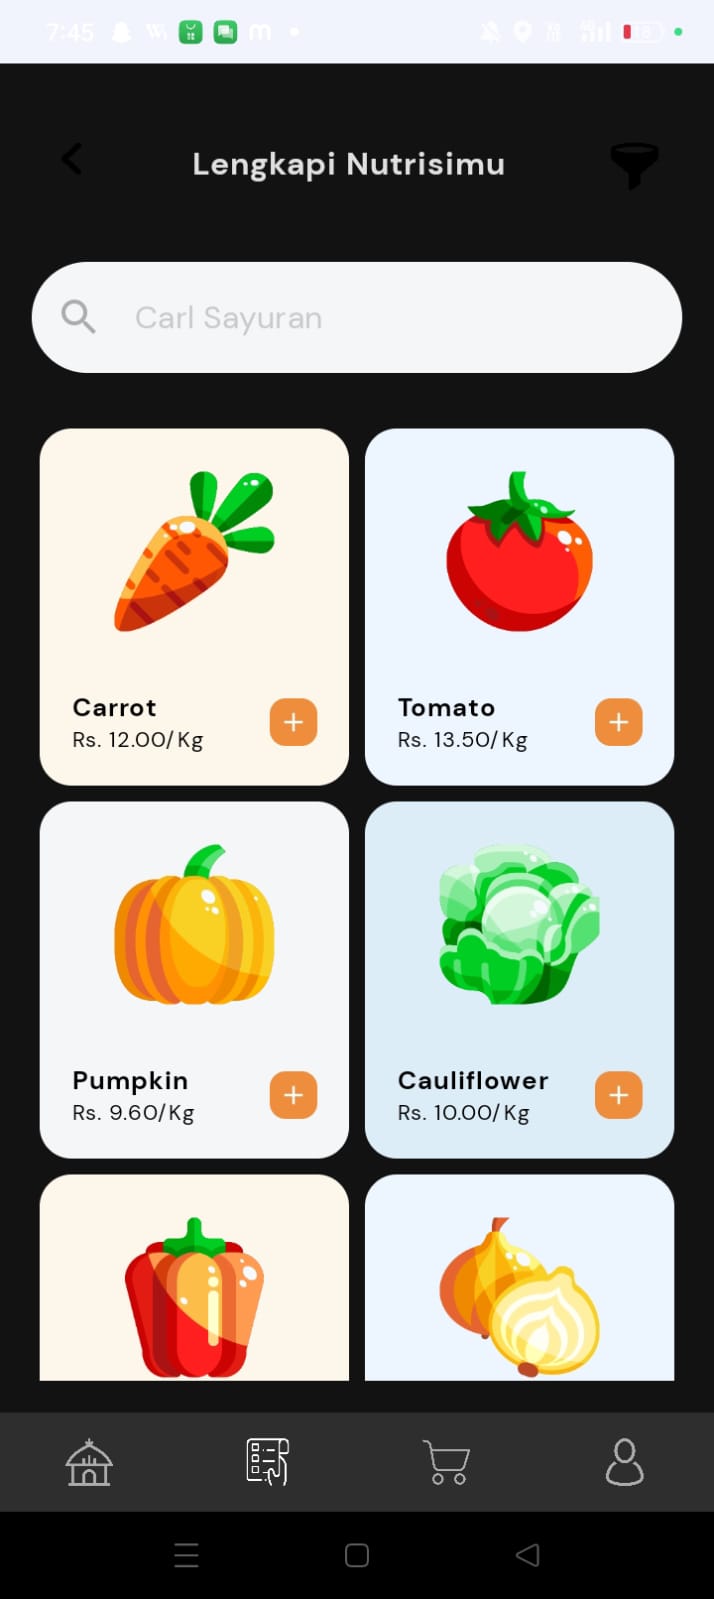 7:45
Lengkapi Nutrisimu
Carl Sayuran
Carrot
Rs. 12.00/Kg
Tomato
Rs. 13.50/Kg
Pumpkin
Rs. 9.60/Kg
Cauliflower
Rs. 10.00/Kg